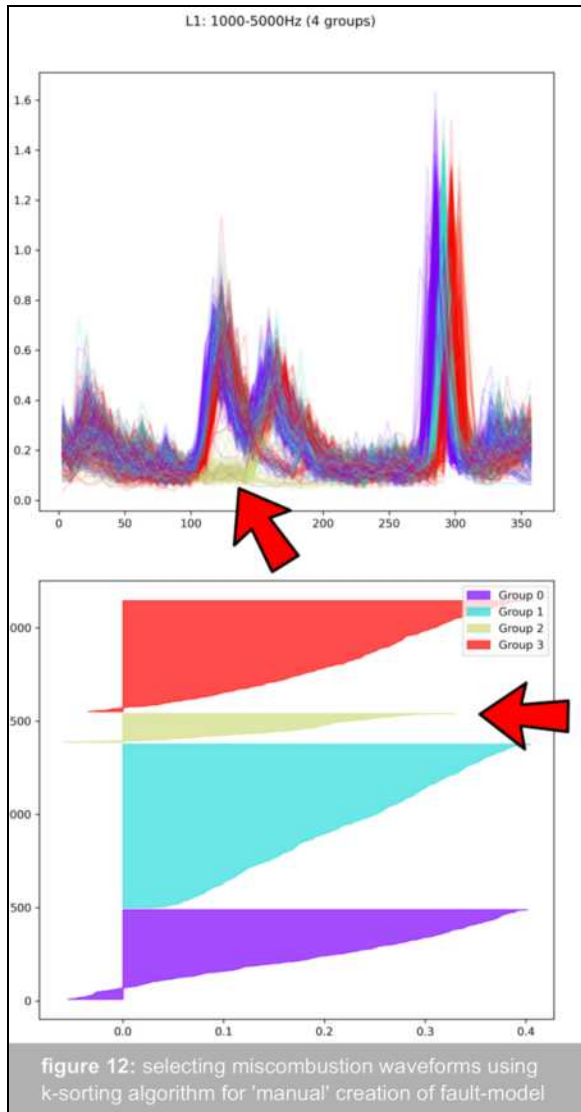 L1: 1000-5000Hz (4 groups)
1.6
1.4
1.2
1.0
0.8
0.6
0.4
0.2
0.0
0 50 100 150 200 250 300 350
Group 0
Group 1
Group 2
Group 3
000
500
000
500
0
0.0 0.1 0.2 0.3 0.4
figure 12: selecting miscombustion waveforms using
k-sorting algorithm for 'manual' creation of fault-model